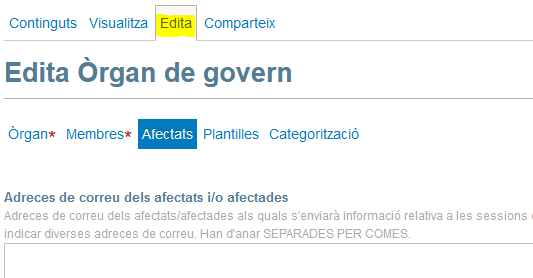 Continguts Visualitza Edita Comparteix
Edita Òrgan de govern
Òrgan* Membres* Afectats Plantilles Categorització
Adreces de correu dels afectats i/o afectades
Adreces de correu dels afectats/afectades als quals s'enviarà informació relativa a les sessions
indicar diverses adreces de correu. Han d'anar SEPARADES PER COMES.